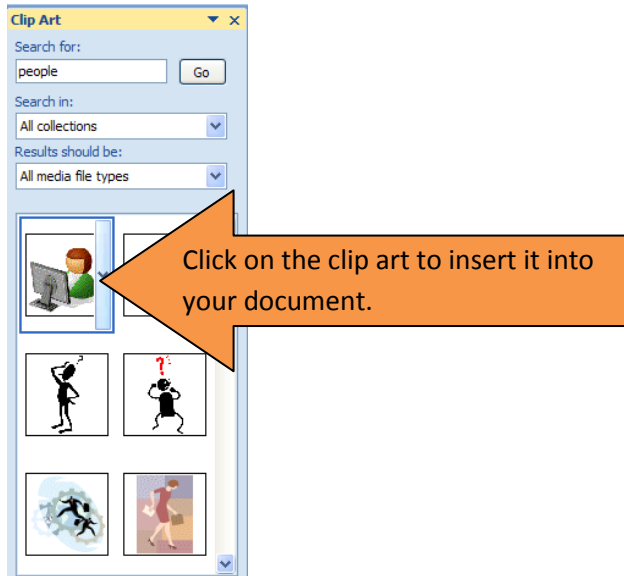 Clip Art
Search for:
people
Go
Search in:
All collections
Results should be:
All media file types
Click on the clip art to insert it into
your document.
?
?